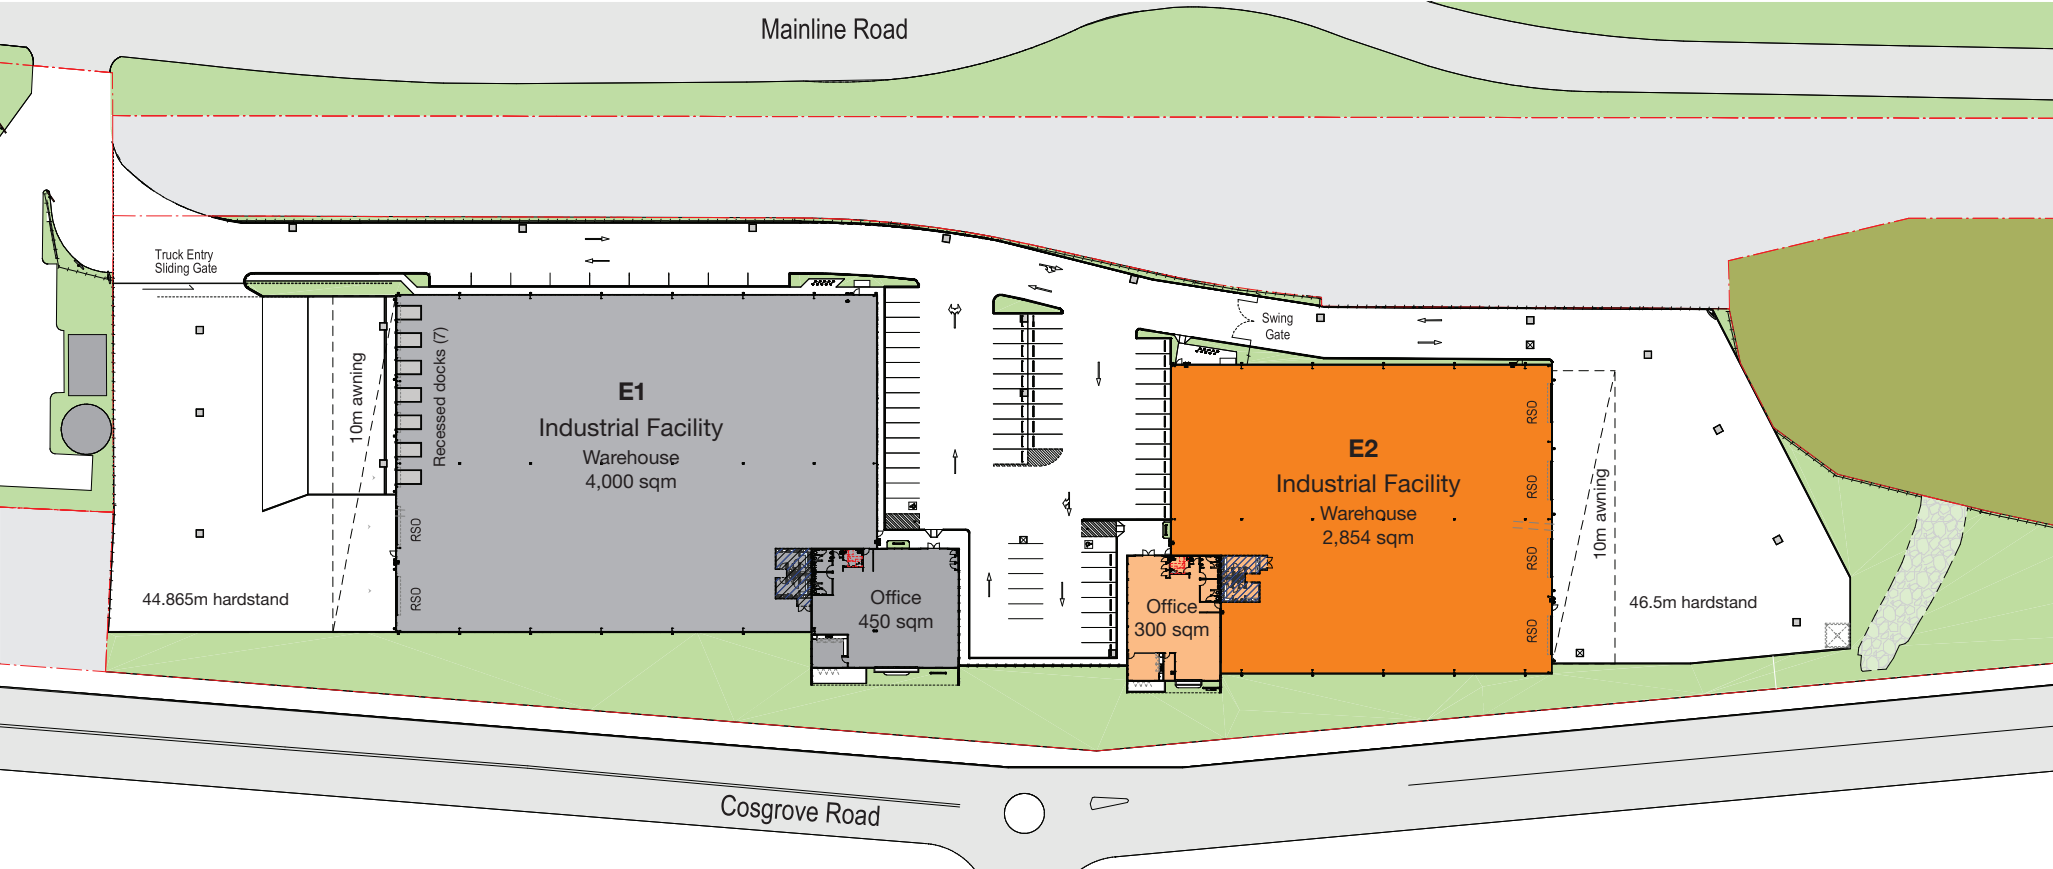 Mainline Road
Truck Entry
Sliding Gate
Swing
Gate
10m awning
Recessed docks (7)
RSD
RSD
E1
Industrial Facility
Warehouse
4,000 sqm
E2
Industrial Facility
Warehouse
2,854 sqm
RSD
RSD
RSD
RSD
10m awning
44.865m hardstand
Office
450 sqm
Office
300 sqm
46.5m hardstand
Cosgrove Road